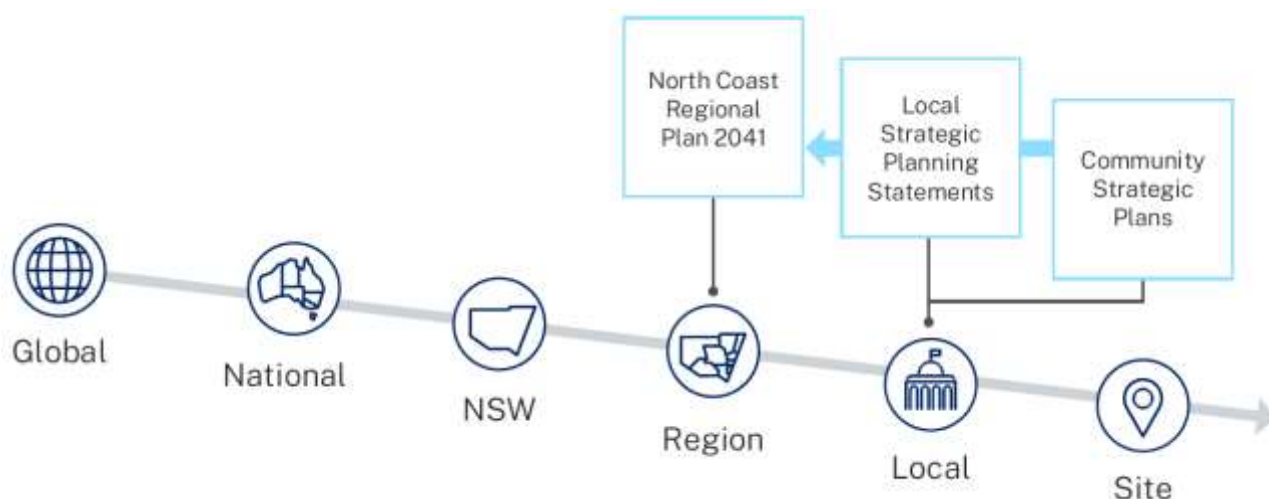 North Coast
Regional
Plan 2041
Local
Strategic
Planning
Statements
Community
Strategic
Plans
Global
National
NSW
Region
Local
Site